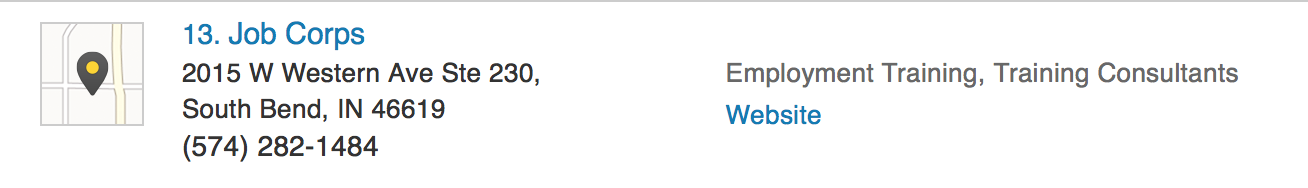 13. Job Corps
2015 W Western Ave Ste 230,
South Bend, IN 46619
(574) 282-1484
Employment Training, Training Consultants
Website